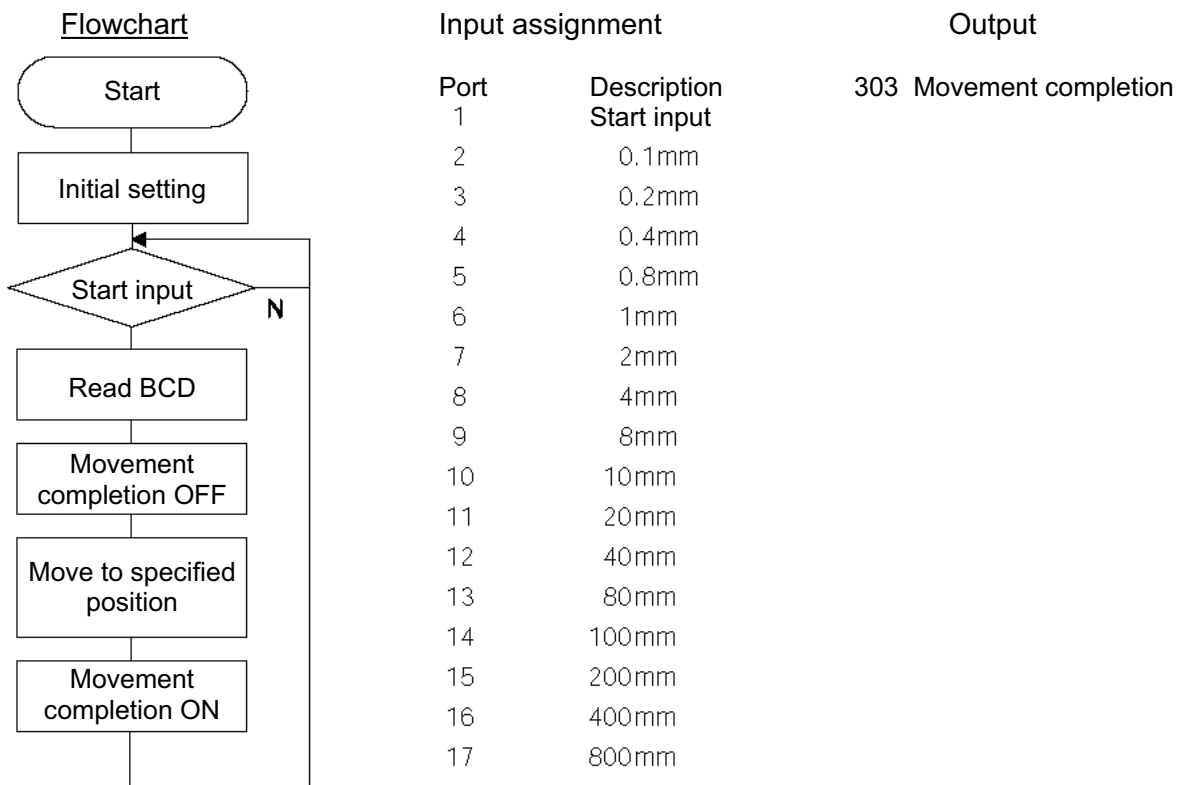 Flowchart
Start
Initial setting
Start input
N
Read BCD
Movement
completion OFF
Move to specified
position
Movement
completion ON
Input assignment
Port Description
1 Start input
2 0.1mm
3 0.2mm
4 0.4mm
5 0.8mm
6 1mm
7 2mm
8 4mm
9 8mm
10 10mm
11 20mm
12 40mm
13 80mm
14 100mm
15 200mm
16 400mm
17 800mm
Output
303 Movement completion